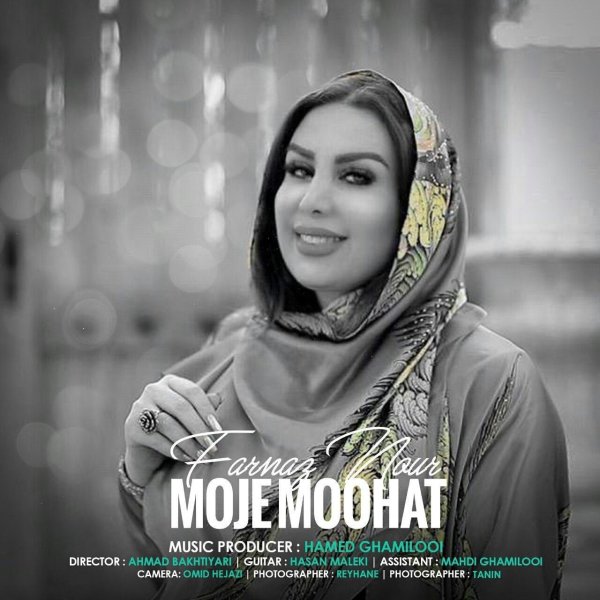 Farnaz Nour
MOJE MOOHAT
MUSIC PRODUCER : HAMED GHAMILOOI
DIRECTOR : AHMAD BAKHTIYARI | GUITAR : HASAN MALEKI | ASSISTANT : MAHDI GHAMILOOI
CAMERA: OMID HEJAZI | PHOTOGRAPHER : REYHANE | PHOTOGRAPHER : TANIN